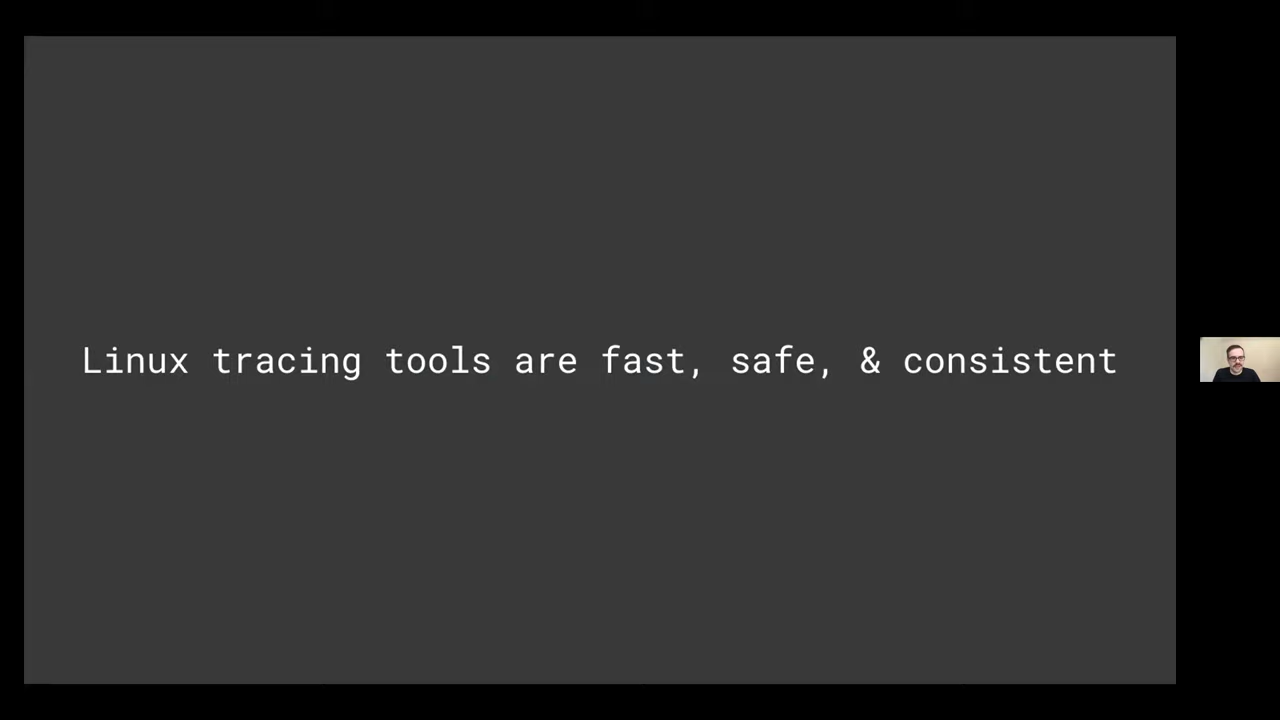 Linux tracing tools are fast, safe, & consistent